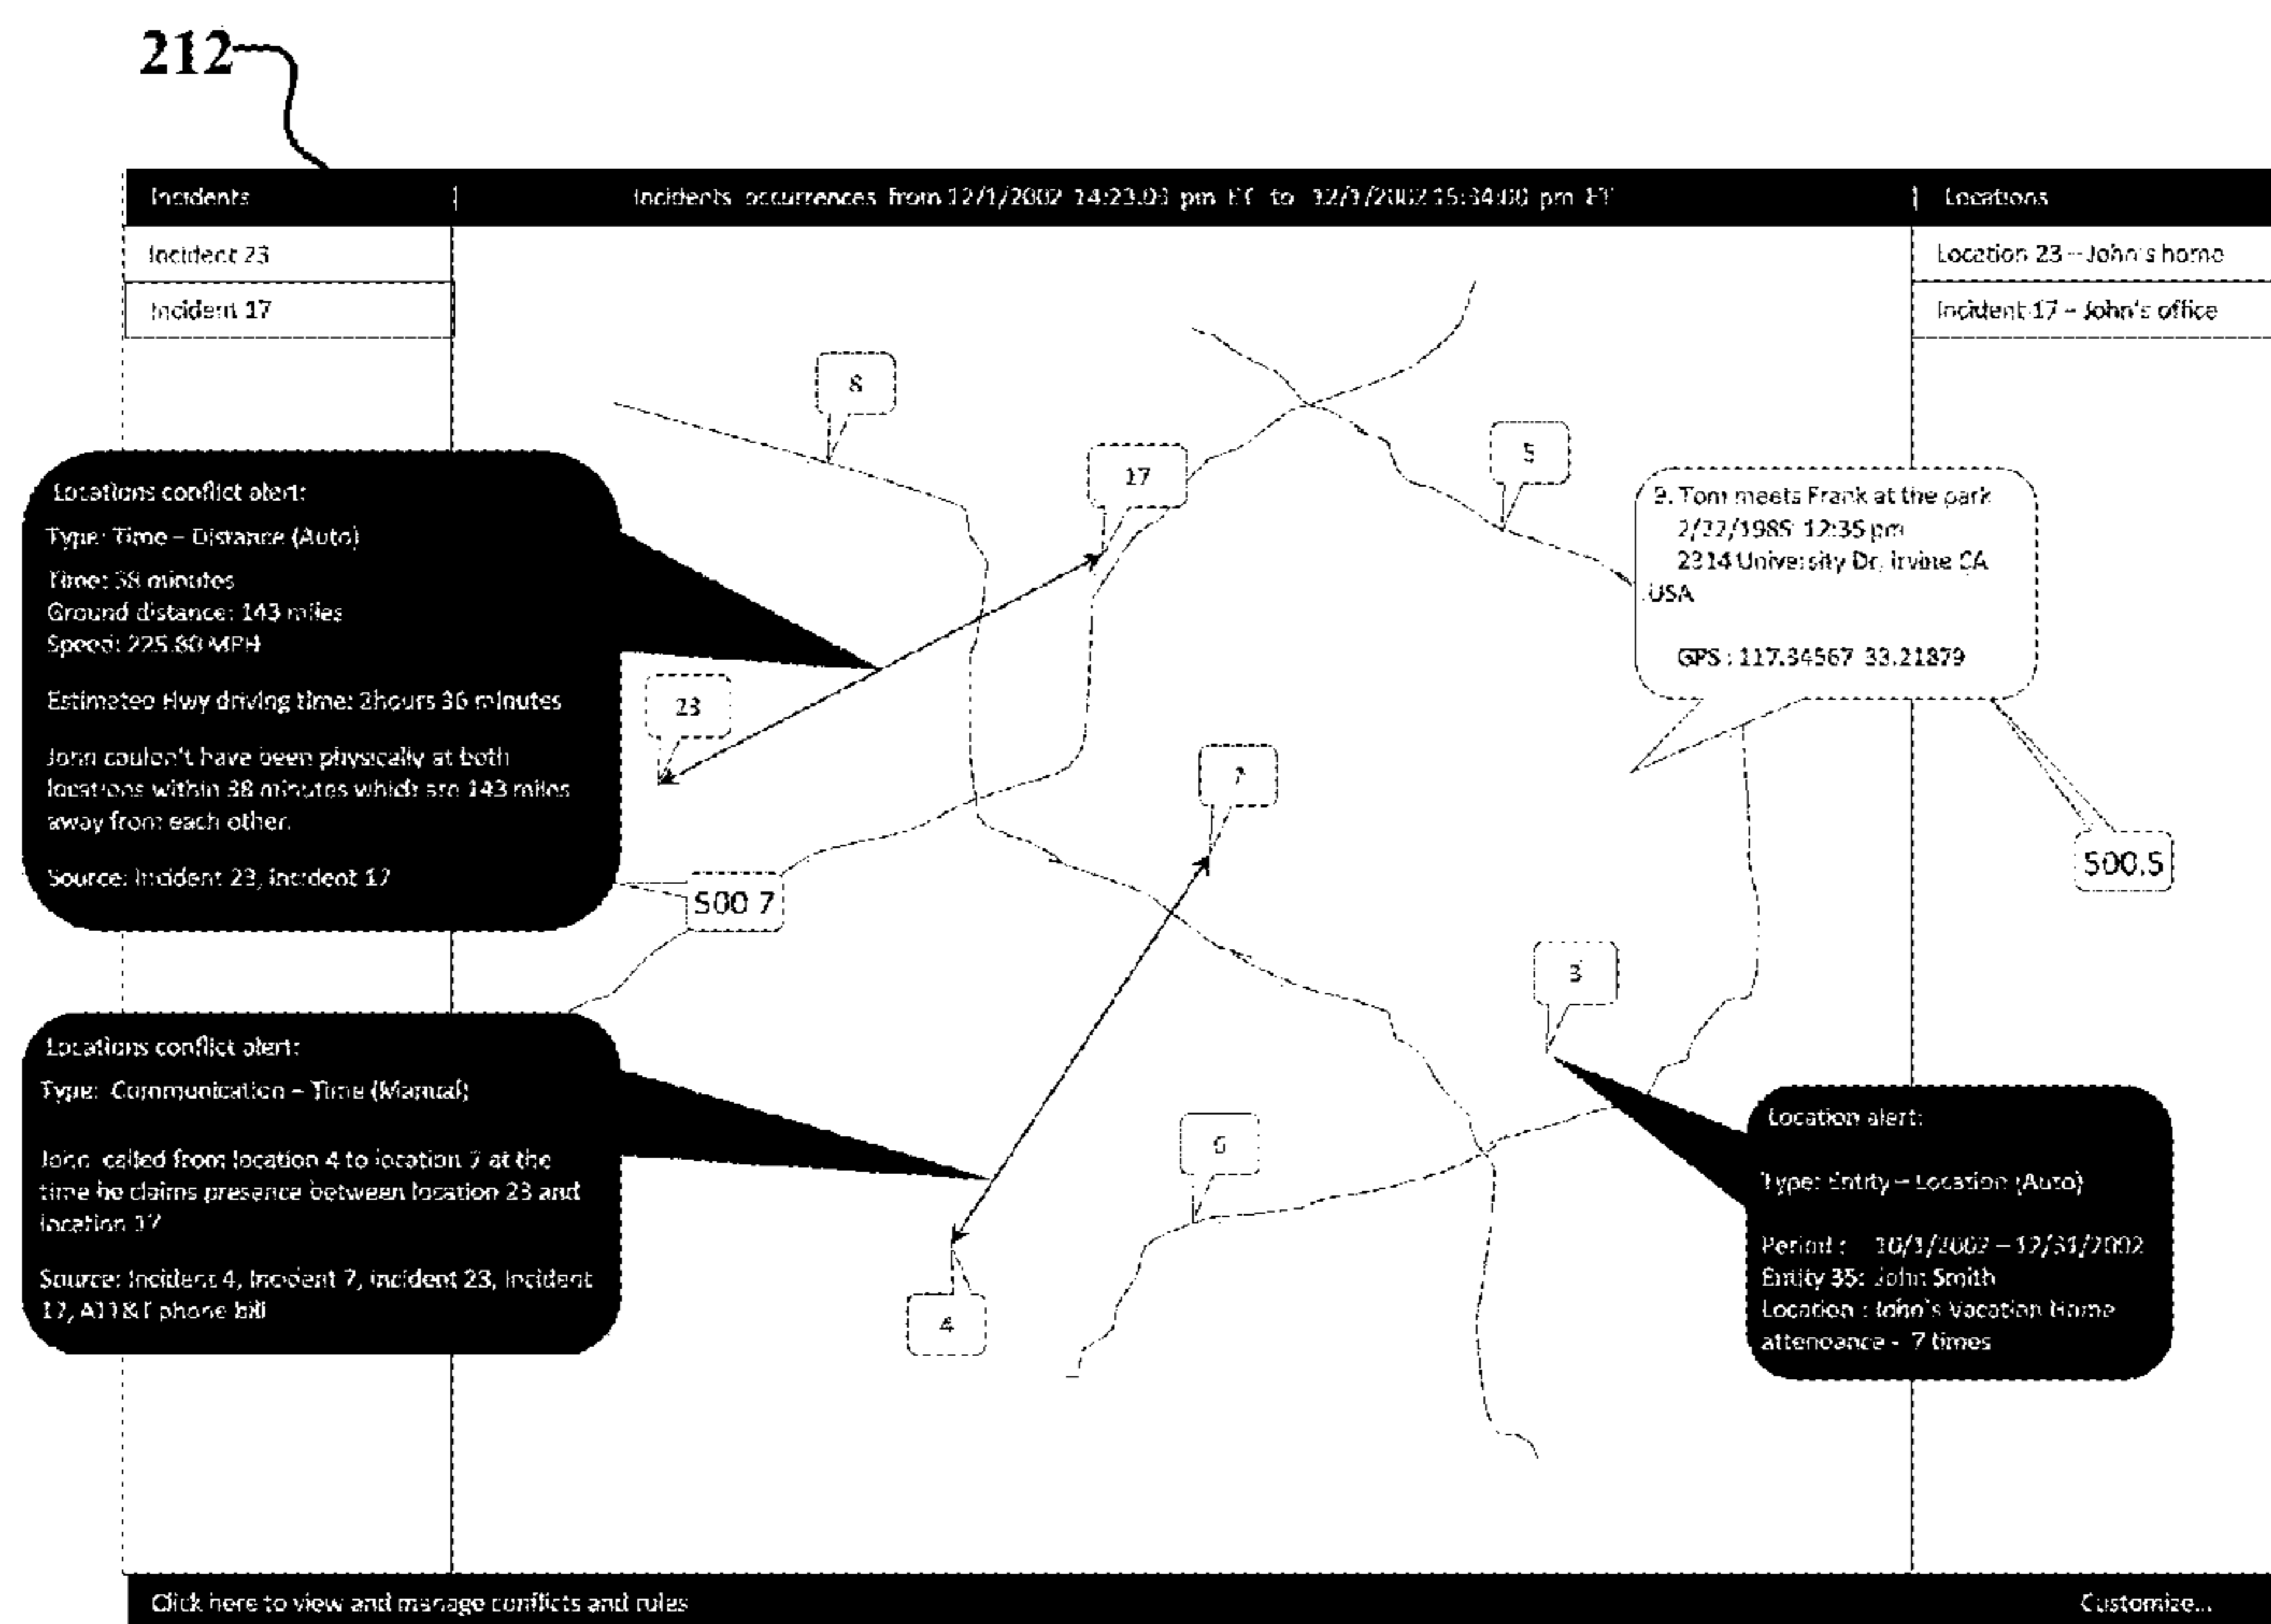 212
Incidents
Incidents occurrences from 12/1/2002 14:23:00 pm ET to 12/1/2002 15:34:00 pm ET
Locations
Incident 23
Location 23 – John's home
Incident 17
Incident 17 – John's office
8
17
5
Locations conflict alert:
Type: Time – Distance (Auto)
Time: 38 minutes
Ground distance: 143 miles
Speed: 225.80 MPH
Estimated Hwy driving time: 2hours 36 minutes
John couldn't have been physically at both
locations within 38 minutes which are 143 miles
away from each other.
Source: Incident 23, Incident 17
9. Tom meets Frank at the park
2/22/1985 12:35 pm
2314 University Dr, Irvine CA
USA
GPS : 117.84567 33.21879
23
7
500.7
500.5
3
Locations conflict alert:
Type: Communication – Time (Manual)
John called from location 4 to location 7 at the
time he claims presence between location 23 and
location 17
Source: Incident 4, Incident 7, incident 23, Incident
17, AT&T phone bill
6
4
Location alert:
Type: Entity – Location (Auto)
Period : 10/1/2002 – 12/31/2002
Entity 35: John Smith
Location : John's Vacation Home
attendance - 7 times
Click here to view and manage conflicts and rules
Customize...